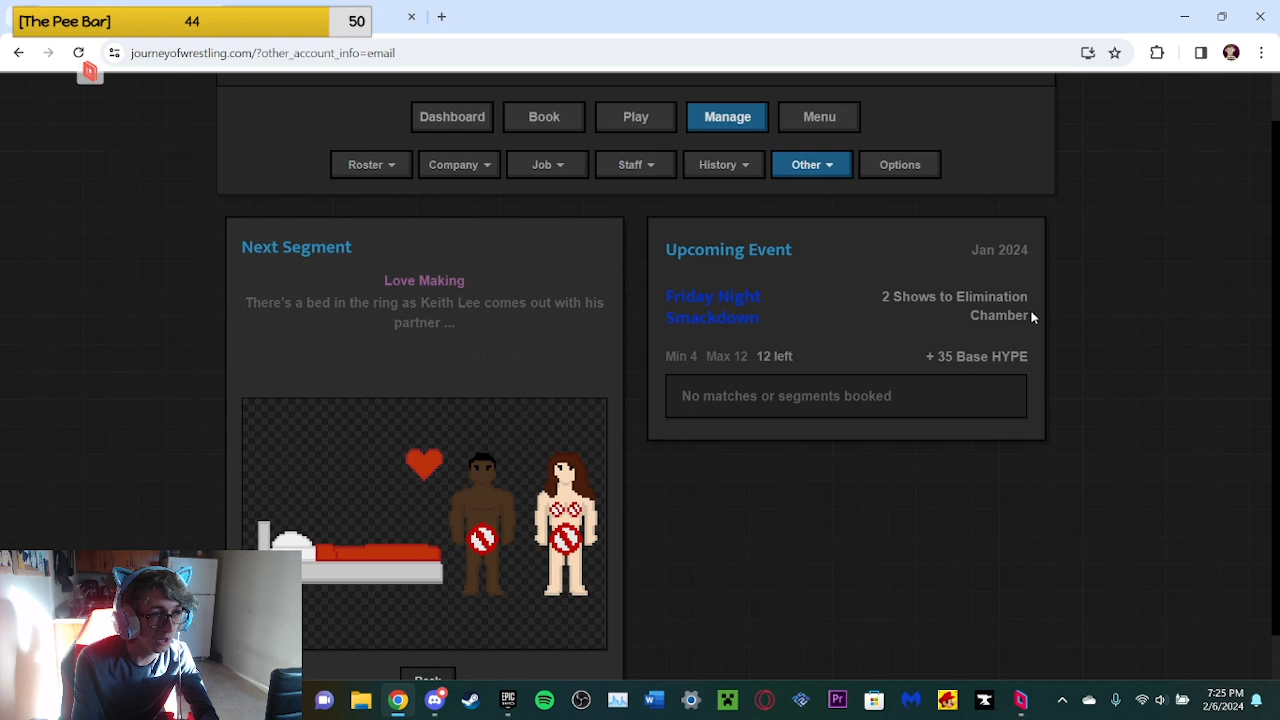 [The Pee Bar] 44 50
journeyofwrestling.com/?other_account_info=email
Dashboard Book Play Manage Menu
Roster Company Job Staff History Other Options
Next Segment
Love Making
There's a bed in the ring as Keith Lee comes out with his
partner ...
Upcoming Event Jan 2024
Friday Night
Smackdown
2 Shows to Elimination
Chamber
Min 4 Max 12 12 left + 35 Base HYPE
No matches or segments booked
Book
EPIC
Pr
7:25 PM
2/6/2024